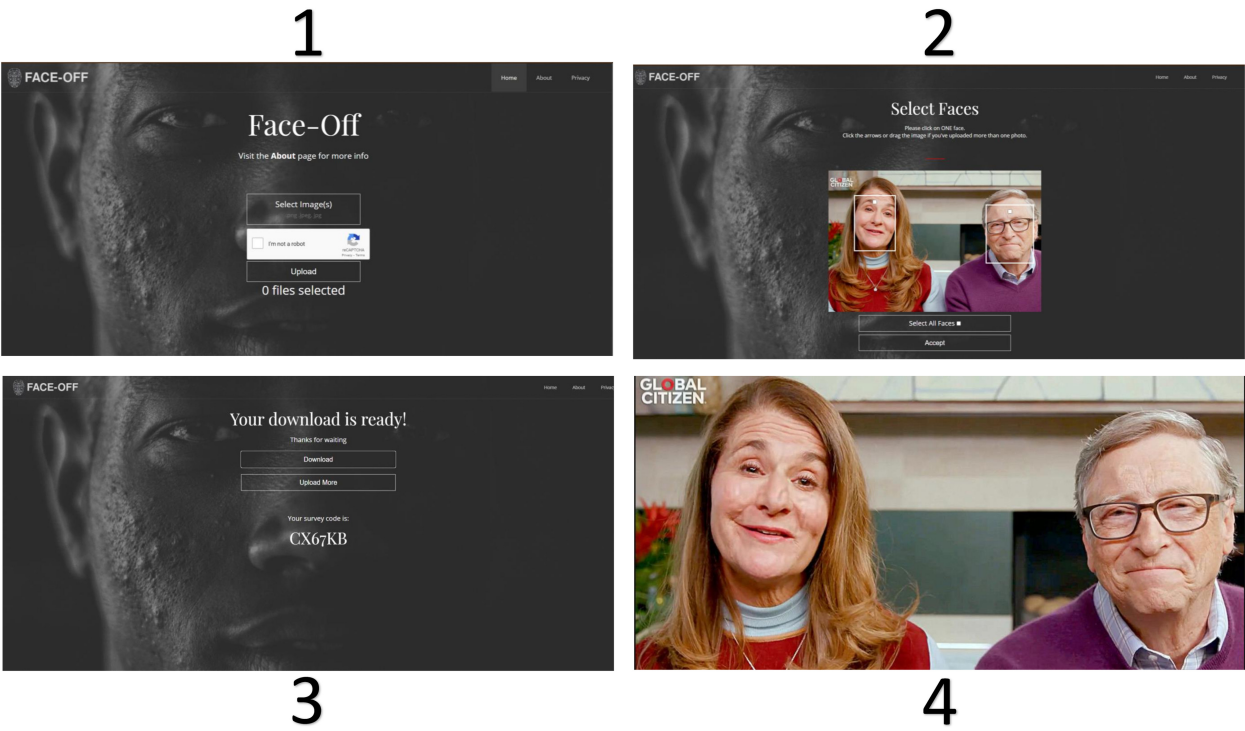 1
FACE-OFF
Home About Privacy
Face-Off
Visit the About page for more info
Select Image(s)
I'm not a robot
reCAPTCHA
Privacy - Terms
Upload
0 files selected
2
FACE-OFF
Home About Privacy
Select Faces
Please click on ONE face.
Click the arrows or drag the image if you've uploaded more than one photo.
GLOBAL
CITIZEN
Select All Faces
Accept
FACE-OFF
Home About Privac
Your download is ready!
Thanks for waiting
Download
Upload More
Your survey code is:
CX67KB
3
GLOBAL
CITIZEN
4